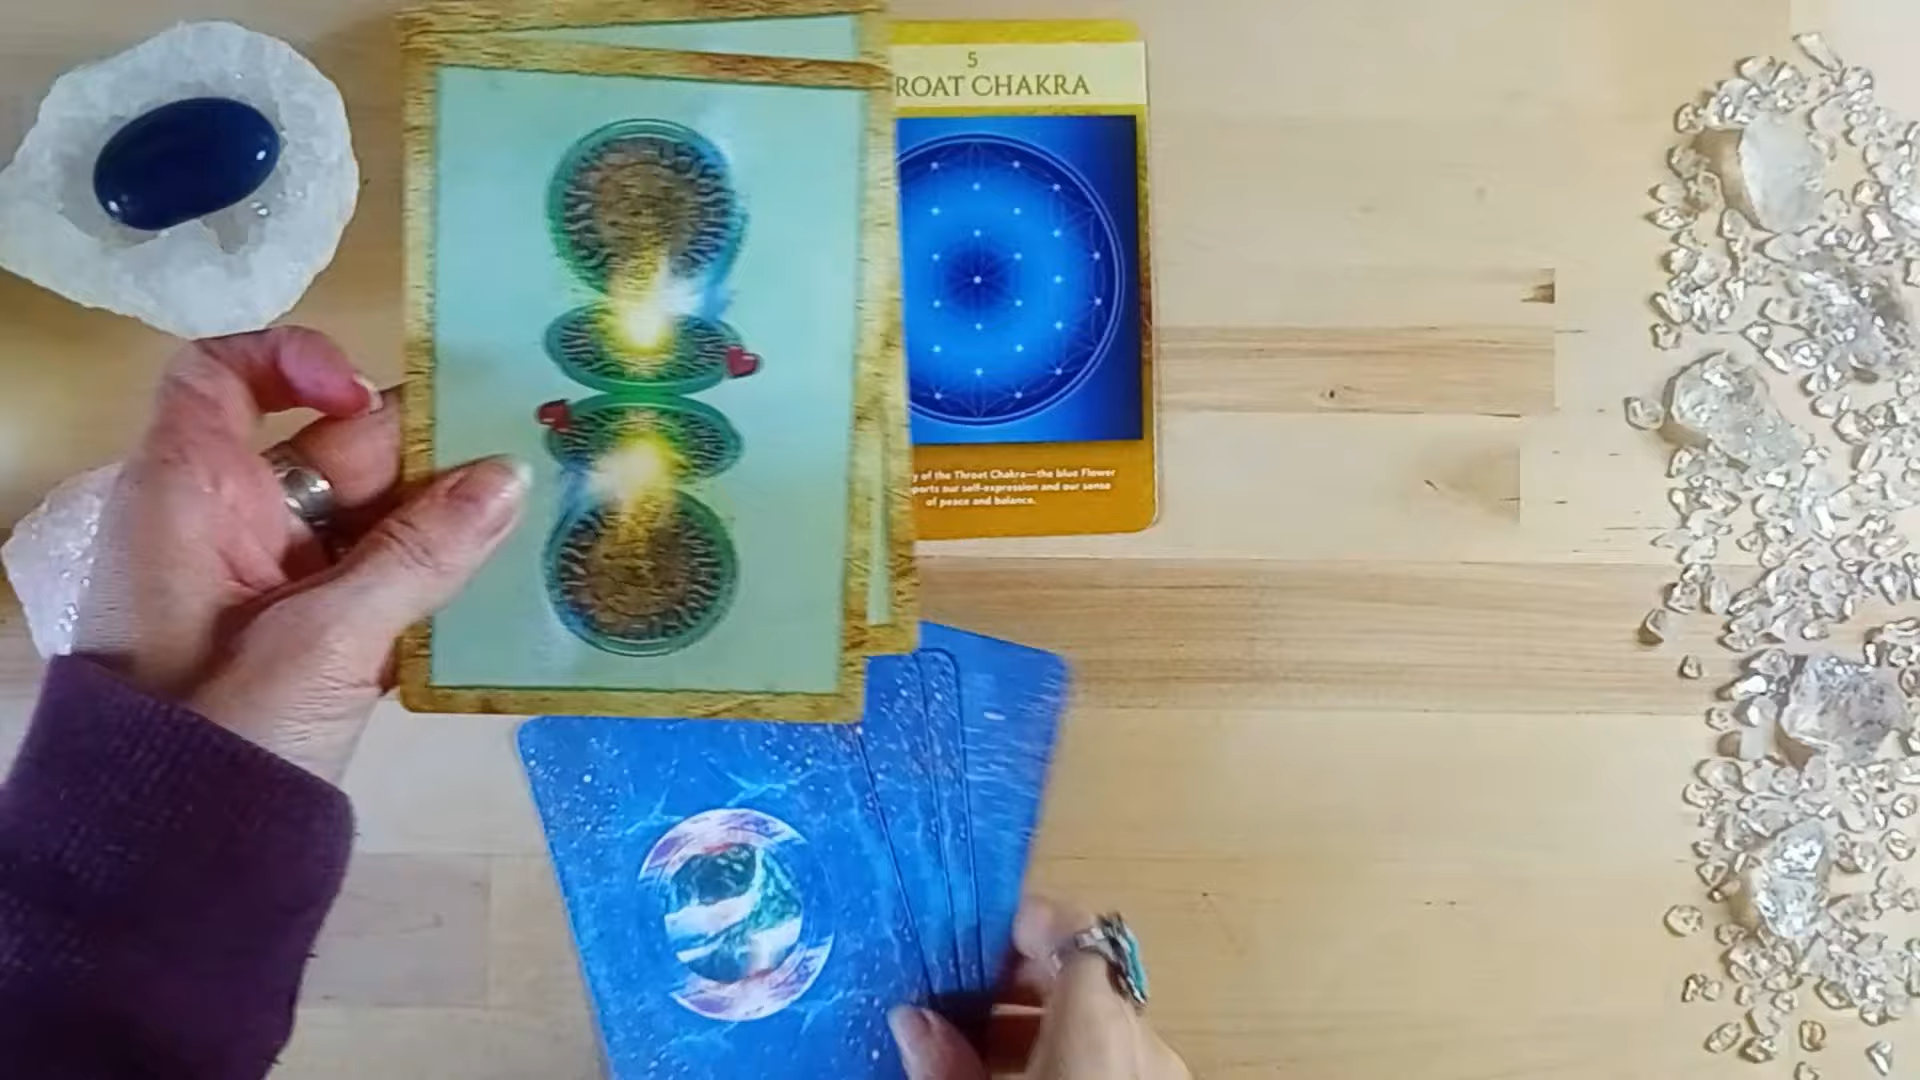 5
ROAT CHAKRA
y of the Throat Chakra—the blue Flower
ports our self-expression and our sense
of peace and balance.